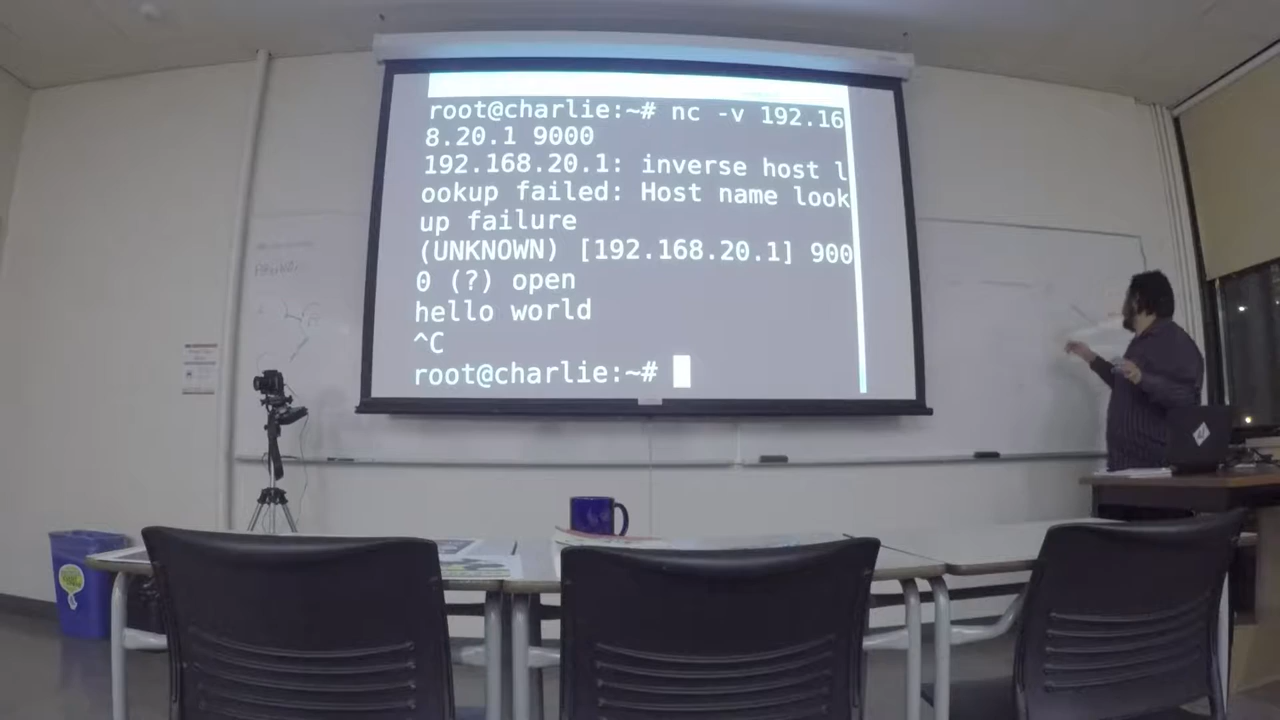 root@charlie:~# nc -v 192.16
8.20.1 9000
192.168.20.1: inverse host l
ookup failed: Host name look
up failure
(UNKNOWN) [192.168.20.1] 900
0 (?) open
hello world
^C
root@charlie:~#